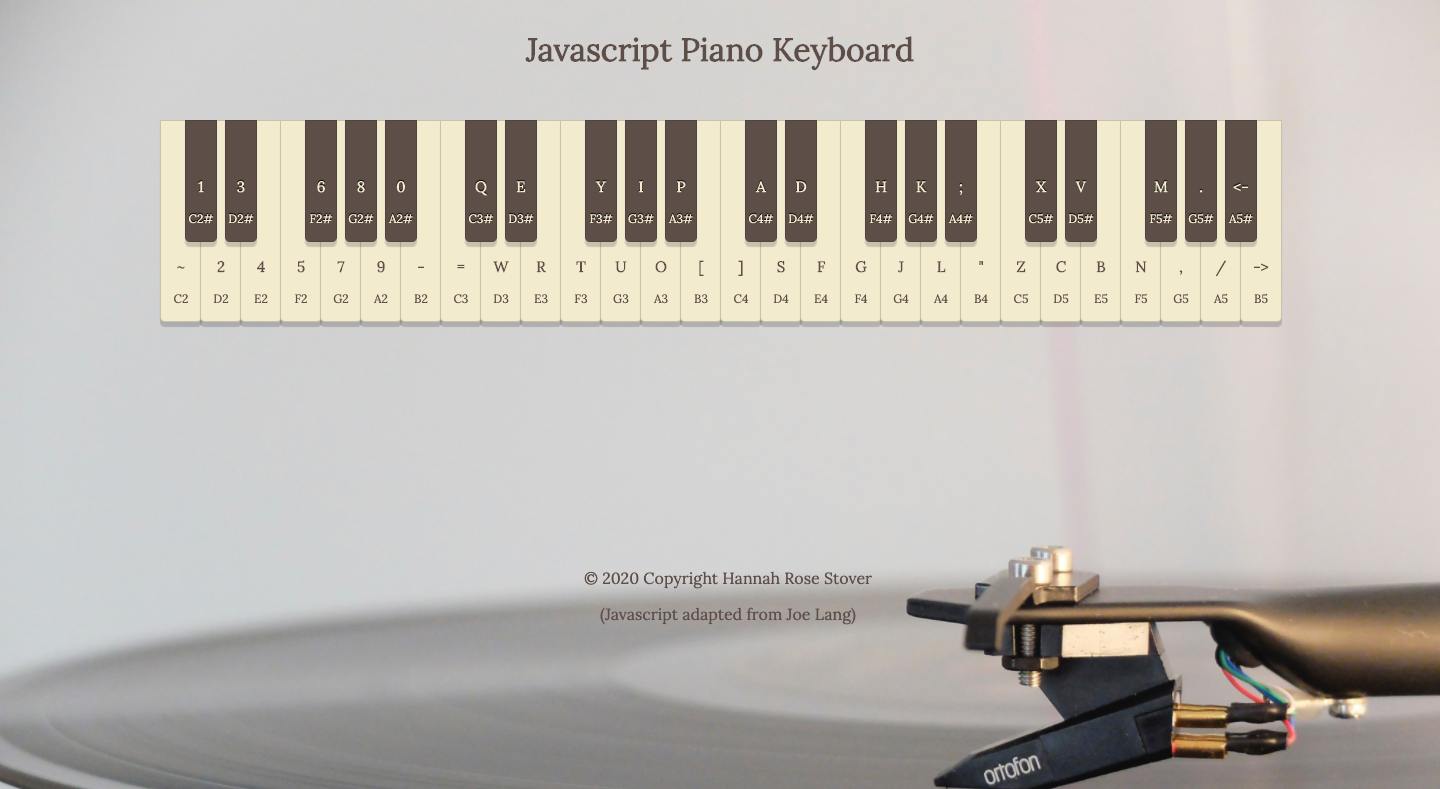 Javascript Piano Keyboard
1 3 6 8 0 Q E Y I P A D H K ; X V M . <-
C2# D2# F2# G2# A2# C3# D3# F3# G3# A3# C4# D4# F4# G4# A4# C5# D5# F5# G5# A5#
~ 2 4 5 7 9 - = W R T U O [ ] S F G J L " Z C B N , / ->
C2 D2 E2 F2 G2 A2 B2 C3 D3 E3 F3 G3 A3 B3 C4 D4 E4 F4 G4 A4 B4 C5 D5 E5 F5 G5 A5 B5
© 2020 Copyright Hannah Rose Stover
(Javascript adapted from Joe Lang)
ortofon